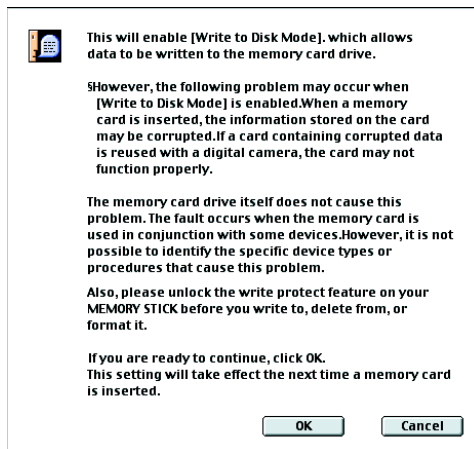 This will enable [Write to Disk Mode]. which allows
data to be written to the memory card drive.
§However, the following problem may occur when
[Write to Disk Mode] is enabled.When a memory
card is inserted, the information stored on the card
may be corrupted.If a card containing corrupted data
is reused with a digital camera, the card may not
function properly.
The memory card drive itself does not cause this
problem. The fault occurs when the memory card is
used in conjunction with some devices.However, it is not
possible to identify the specific device types or
procedures that cause this problem.
Also, please unlock the write protect feature on your
MEMORY STICK before you write to, delete from, or
format it.
If you are ready to continue, click OK.
This setting will take effect the next time a memory card
is inserted.
OK Cancel